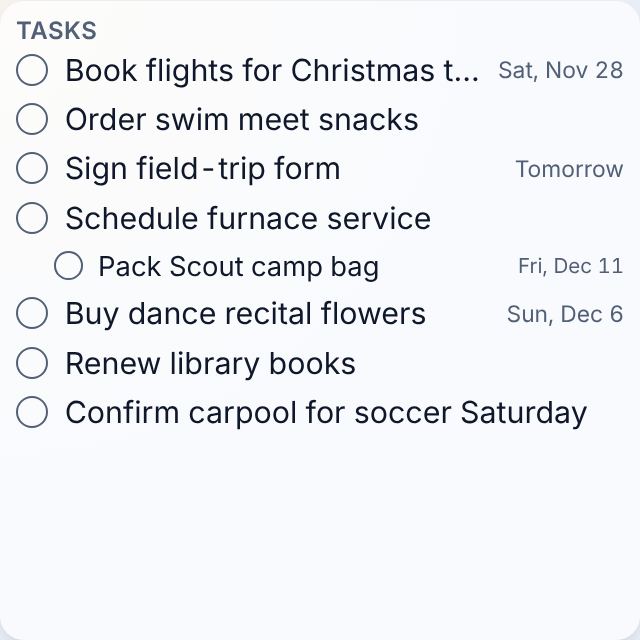 TASKS
Book flights for Christmas t… Sat, Nov 28
Order swim meet snacks
Sign field-trip form Tomorrow
Schedule furnace service
Pack Scout camp bag Fri, Dec 11
Buy dance recital flowers Sun, Dec 6
Renew library books
Confirm carpool for soccer Saturday